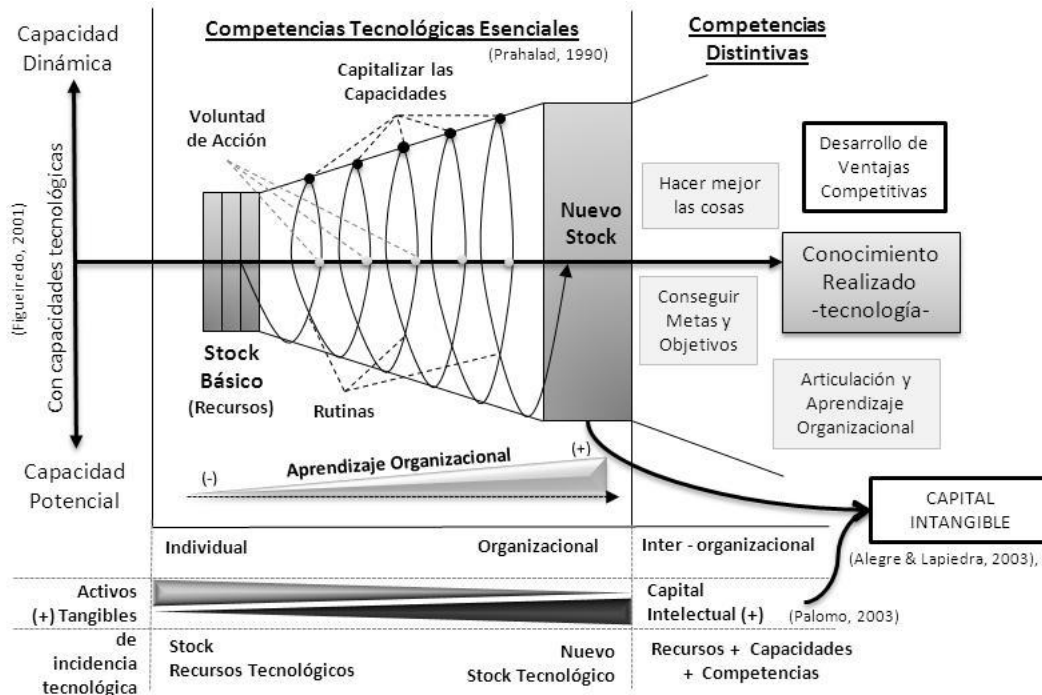 Capacidad
Dinámica
Competencias Tecnológicas Esenciales
(Prahalad, 1990)
Competencias
Distintivas
Capitalizar las
Capacidades
Voluntad
de Acción
(Figueiredo, 2001)
Con capacidades tecnológicas
Nuevo
Stock
Hacer mejor
las cosas
Desarrollo de
Ventajas
Competitivas
Conocimiento
Realizado
-tecnología-
Conseguir
Metas y
Objetivos
Stock
Básico
(Recursos)
Rutinas
Articulación y
Aprendizaje
Organizacional
Capacidad
Potencial
(-)
Aprendizaje Organizacional
(+)
CAPITAL
INTANGIBLE
(Alegre & Lapiedra, 2003),
Individual
Organizacional
Inter - organizacional
Activos
(+) Tangibles
de
incidencia
tecnológica
Capital
Intelectual (+)
(Palomo, 2003)
Stock
Recursos Tecnológicos
Nuevo
Stock Tecnológico
Recursos + Capacidades
+ Competencias